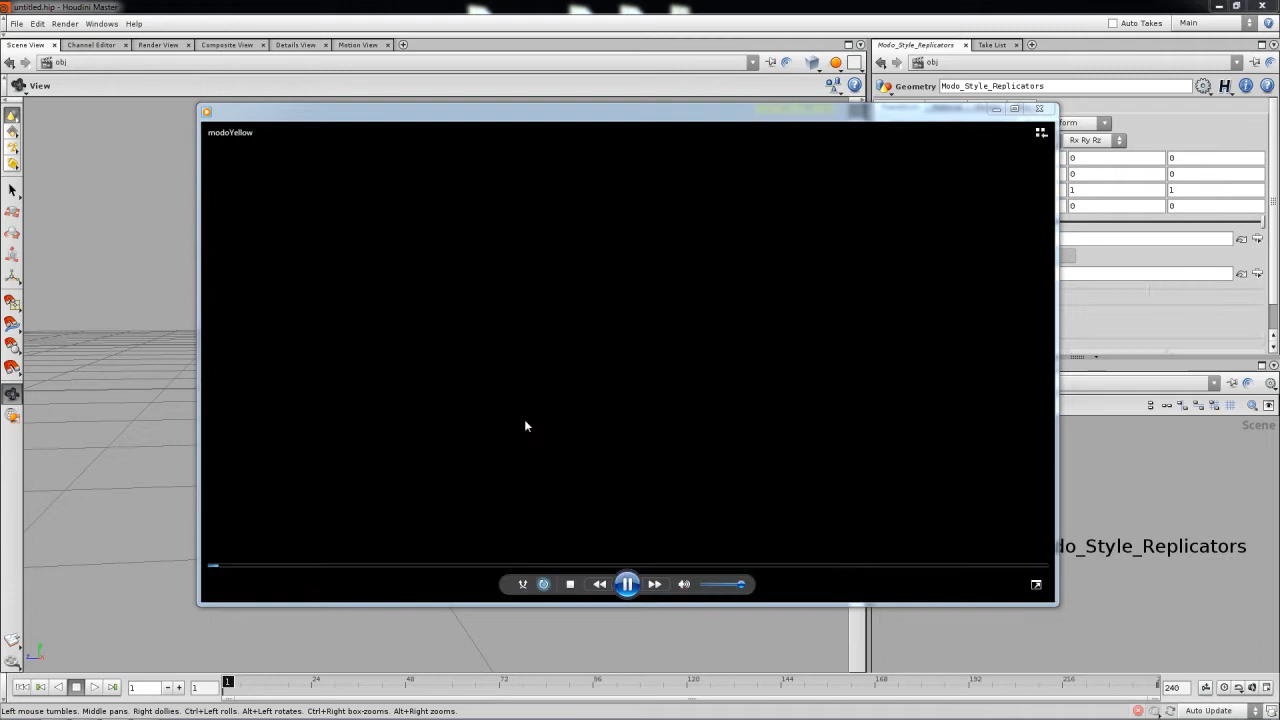 untitled.hip - Houdini Master
File Edit Render Windows Help
Auto Takes Main
Scene View Channel Editor Render View Composite View Details View Motion View
Modo_Style_Replicators Take List
obj
obj
View
Geometry Modo_Style_Replicators
form
Rx Ry Rz
0 0
0 0
1 1
0 0
modoYellow
Scene
do_Style_Replicators
1 1 1 24 48 72 96 120 144 168 192 216 2 240
Left mouse tumbles. Middle pans. Right dollies. Ctrl+Left rolls. Alt+Left rotates. Ctrl+Right box-zooms. Alt+Right zooms.
Auto Update